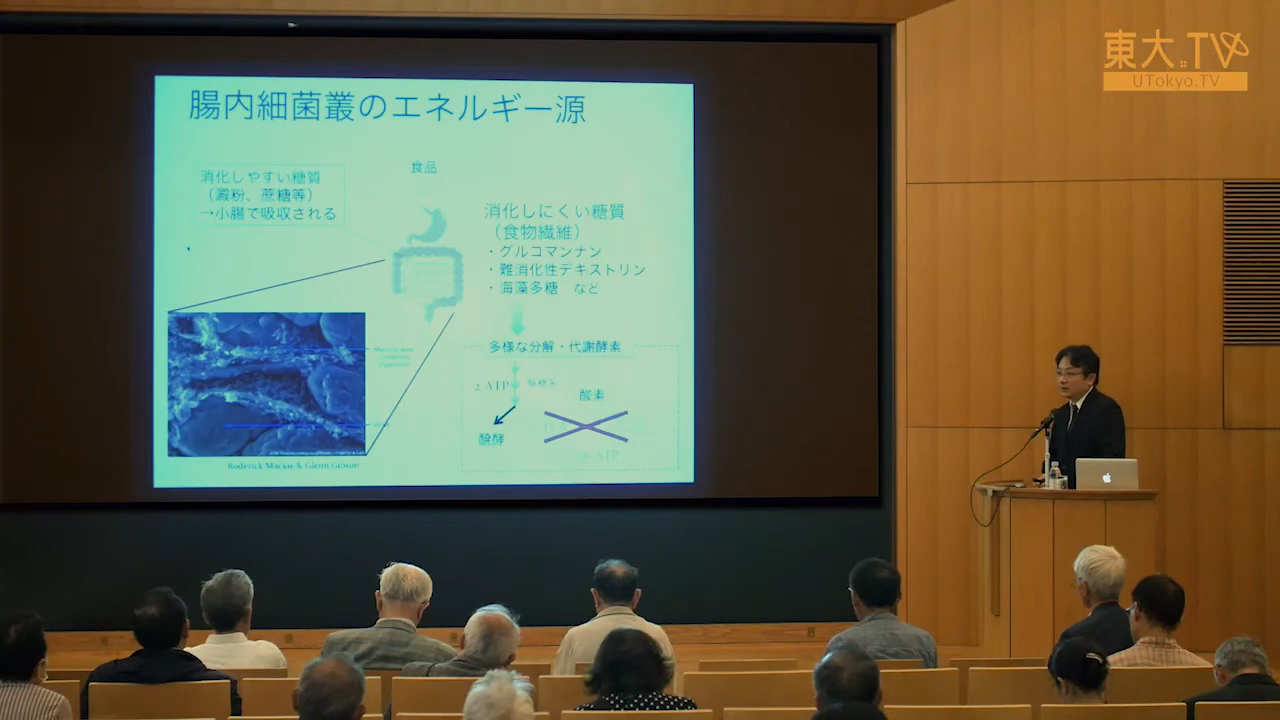 東大TV
UTokyo.TV
腸内細菌叢のエネルギー源
食品
消化しやすい糖質
（澱粉、蔗糖等）
→小腸で吸収される
消化しにくい糖質
（食物繊維）
・グルコマンナン
・難消化性デキストリン
・海藻多糖　など
多様な分解・代謝酵素
2 ATP
解糖系
酸素
醗酵
Roderick Mackie & Glenn Gibson